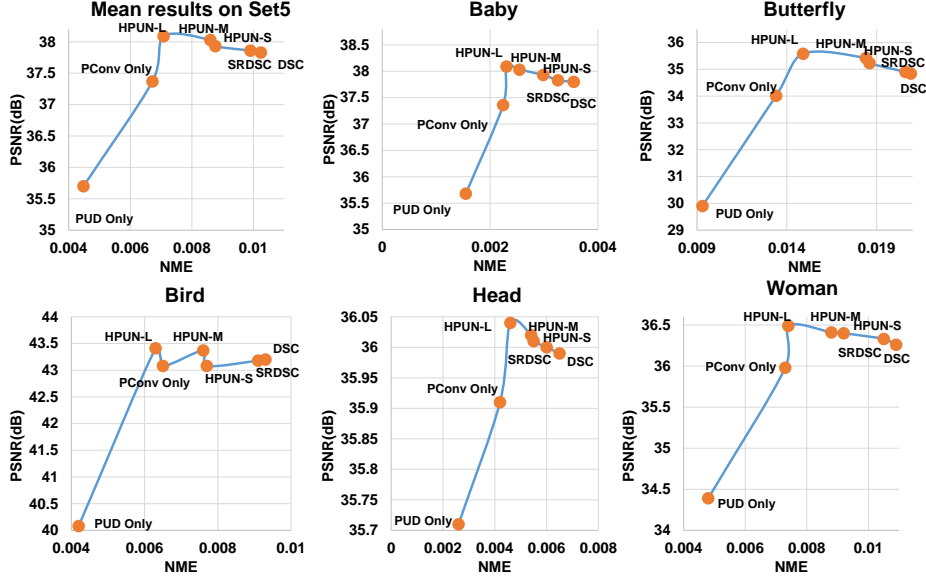 Mean results on Set5
PSNR(dB)
38
37.5
37
36.5
36
35.5
35
HPUN-L
HPUN-M
HPUN-S
SRDSC
DSC
PConv Only
PUD Only
0.004
0.006
0.008
0.01
NME
Baby
PSNR(dB)
38.5
38
37.5
37
36.5
36
35.5
35
HPUN-L
HPUN-M
HPUN-S
SRDSC
DSC
PConv Only
PUD Only
0
0.002
0.004
NME
Butterfly
PSNR(dB)
36
35
34
33
32
31
30
29
HPUN-L
HPUN-M
HPUN-S
SRDSC
DSC
PConv Only
PUD Only
0.009
0.014
0.019
NME
Bird
PSNR(dB)
44
43.5
43
42.5
42
41.5
41
40.5
40
HPUN-L
HPUN-M
DSC
SRDSC
HPUN-S
PConv Only
PUD Only
0.004
0.006
0.008
0.01
NME
Head
PSNR(dB)
36.05
36
35.95
35.9
35.85
35.8
35.75
35.7
HPUN-L
HPUN-M
HPUN-S
SRDSC
DSC
PConv Only
PUD Only
0
0.002
0.004
0.006
0.008
NME
Woman
PSNR(dB)
36.5
36
35.5
35
34.5
34
HPUN-L
HPUN-M
HPUN-S
SRDSC
DSC
PConv Only
PUD Only
0.004
0.006
0.008
0.01
NME